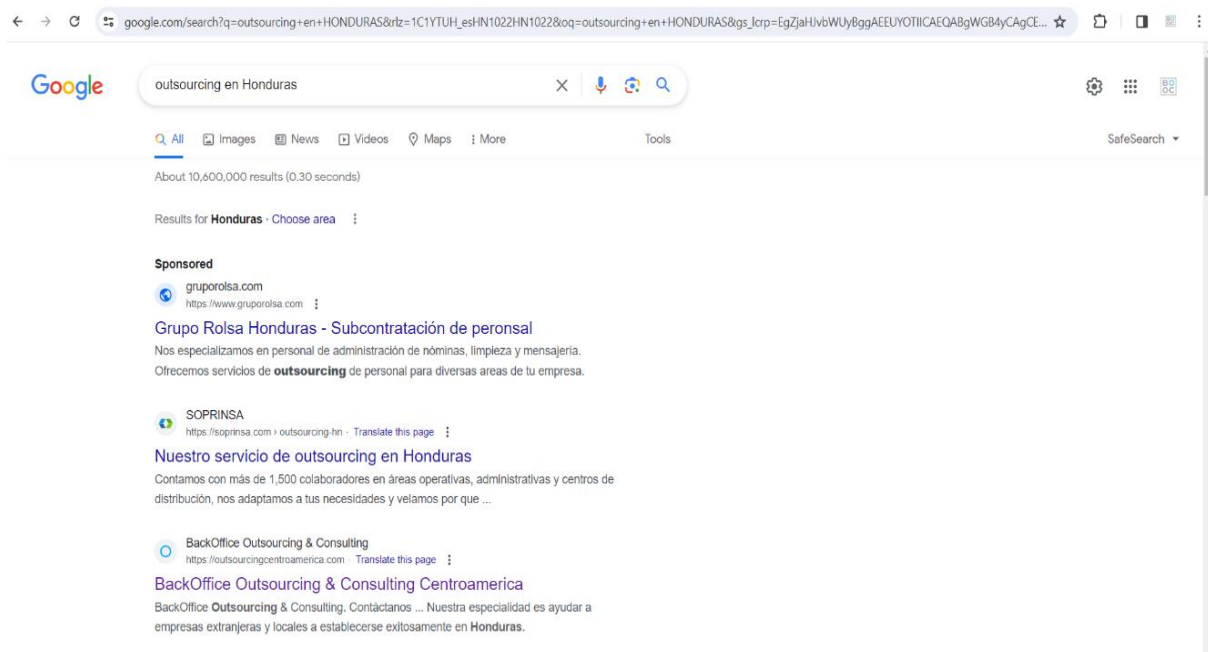 google.com/search?q=outsourcing+en+HONDURAS&rlz=1C1YTUH_esHN1022HN1022&oq=outsourcing+en+HONDURAS&gs_lcrp=EgZjaHJvbWUyBggAEEUYOTIICAEQABgWGB4yCAgCE...
Google
outsourcing en Honduras
All Images News Videos Maps More Tools SafeSearch
About 10,600,000 results (0.30 seconds)
Results for Honduras · Choose area
Sponsored
gruporolsa.com
https://www.gruporolsa.com
Grupo Rolsa Honduras - Subcontratación de peronsal
Nos especializamos en personal de administración de nóminas, limpieza y mensajería.
Ofrecemos servicios de outsourcing de personal para diversas areas de tu empresa.
SOPRINSA
https://soprinsa.com › outsourcing-hn · Translate this page
Nuestro servicio de outsourcing en Honduras
Contamos con más de 1,500 colaboradores en áreas operativas, administrativas y centros de
distribución, nos adaptamos a tus necesidades y velamos por que ...
BackOffice Outsourcing & Consulting
https://outsourcingcentroamerica.com · Translate this page
BackOffice Outsourcing & Consulting Centroamerica
BackOffice Outsourcing & Consulting. Contáctanos ... Nuestra especialidad es ayudar a
empresas extranjeras y locales a establecerse exitosamente en Honduras.